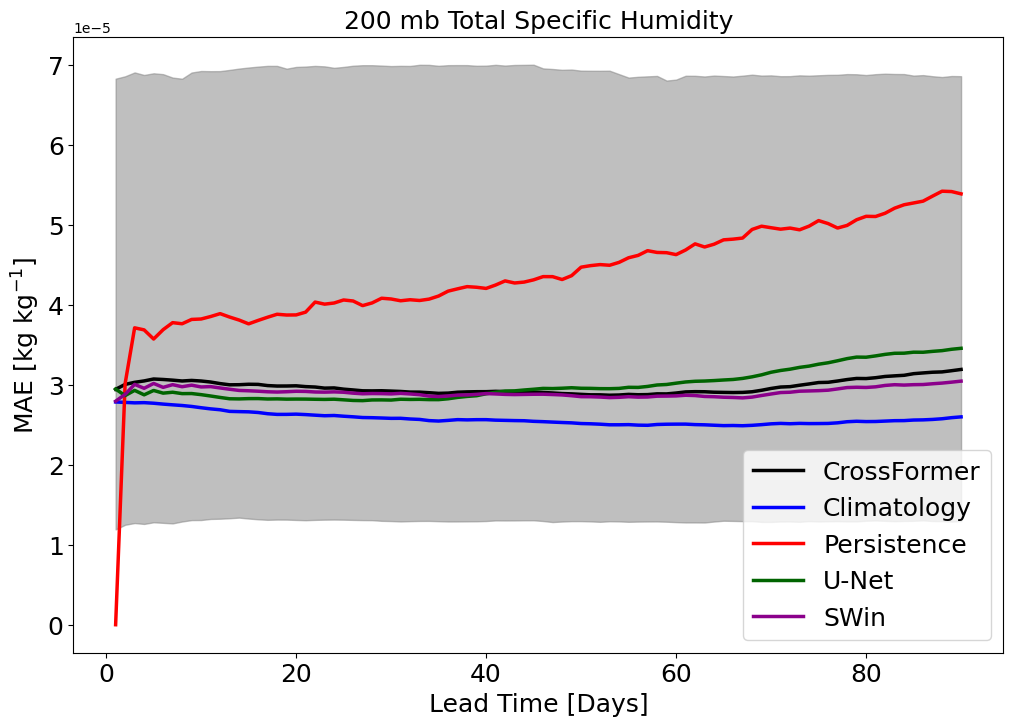 200 mb Total Specific Humidity
1e−5
MAE [kg kg⁻¹]
7
6
5
4
3
2
1
0
0 20 40 60 80
Lead Time [Days]
CrossFormer
Climatology
Persistence
U-Net
SWin